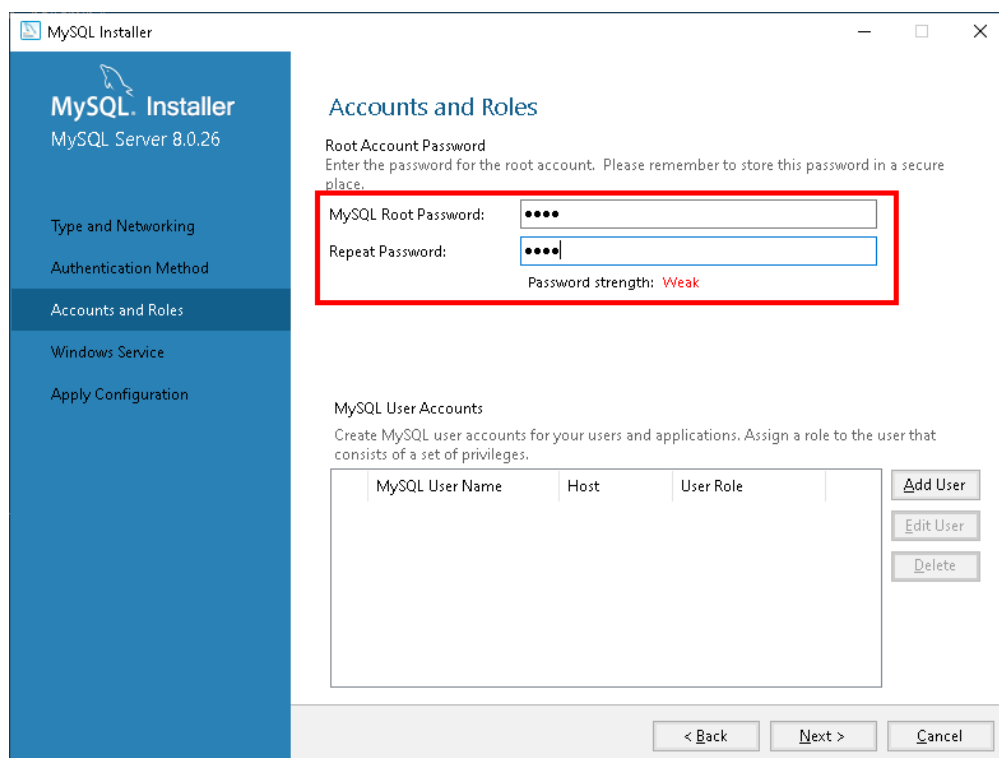 MySQL Installer
MySQL. Installer
MySQL Server 8.0.26
Type and Networking
Authentication Method
Accounts and Roles
Windows Service
Apply Configuration
Accounts and Roles
Root Account Password
Enter the password for the root account.  Please remember to store this password in a secure
place.
MySQL Root Password: ●●●●
Repeat Password: ●●●●
Password strength: Weak
MySQL User Accounts
Create MySQL user accounts for your users and applications. Assign a role to the user that
consists of a set of privileges.
MySQL User Name Host User Role
Add User
Edit User
Delete
< Back Next > Cancel